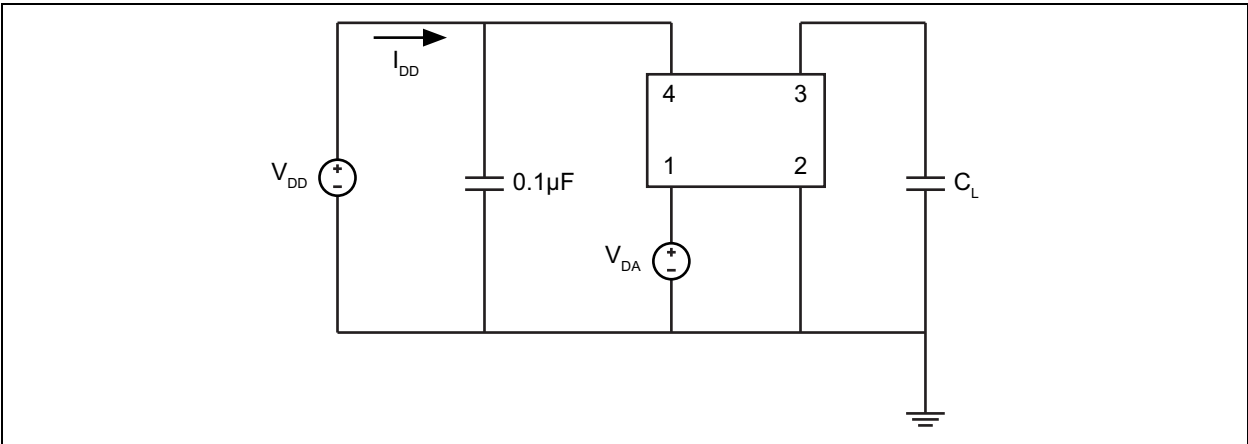 I_DD
4 3
1 2
V_DD
+
-
0.1µF
C_L
V_DA
+
-